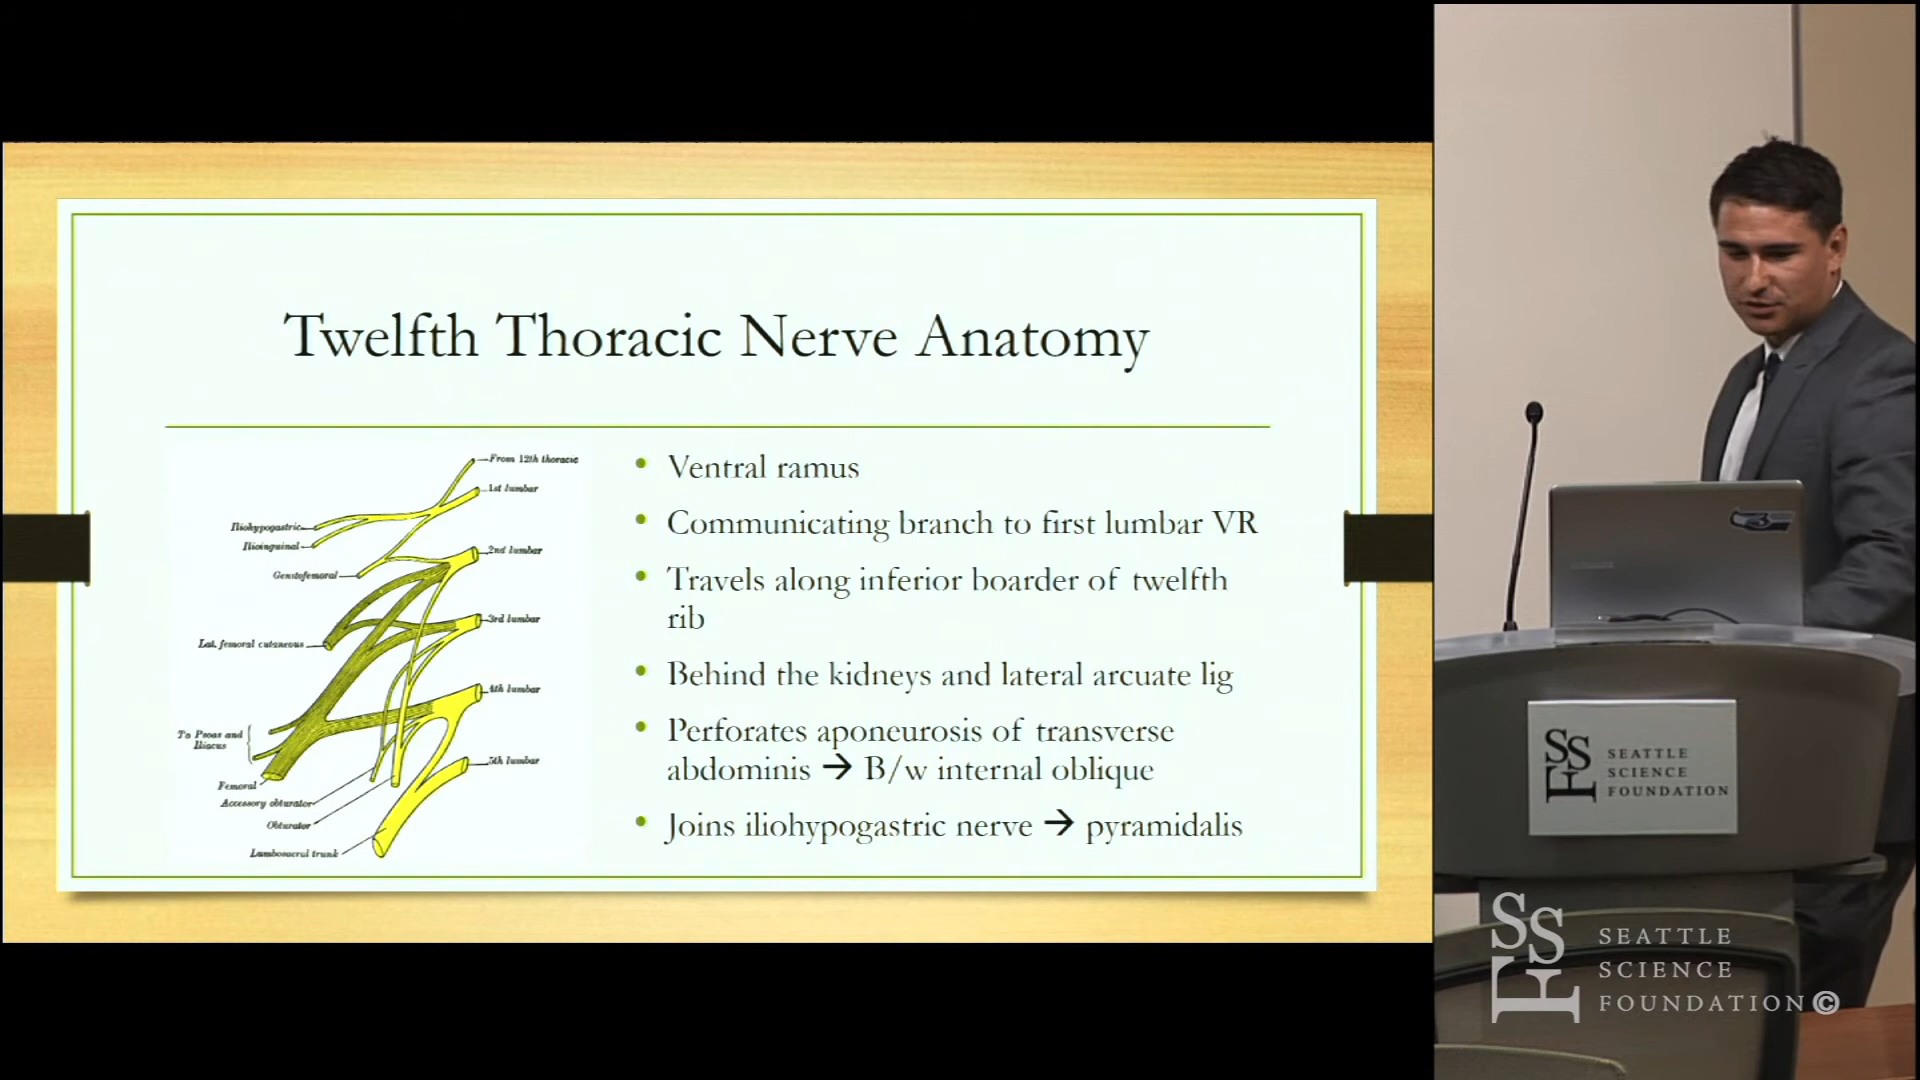 Twelfth Thoracic Nerve Anatomy
From 12th thoracic
1st lumbar
Iliohypogastric
Ilioinguinal
2nd lumbar
Genitofemoral
3rd lumbar
Lat. femoral cutaneous
4th lumbar
To Psoas and
Iliacus
5th lumbar
Femoral
Accessory obturator
Obturator
Lumbosacral trunk
• Ventral ramus
• Communicating branch to first lumbar VR
• Travels along inferior boarder of twelfth
rib
• Behind the kidneys and lateral arcuate lig
• Perforates aponeurosis of transverse
abdominis → B/w internal oblique
• Joins iliohypogastric nerve → pyramidalis
SSF
SEATTLE
SCIENCE
FOUNDATION
SSF
SEATTLE
SCIENCE
FOUNDATION©